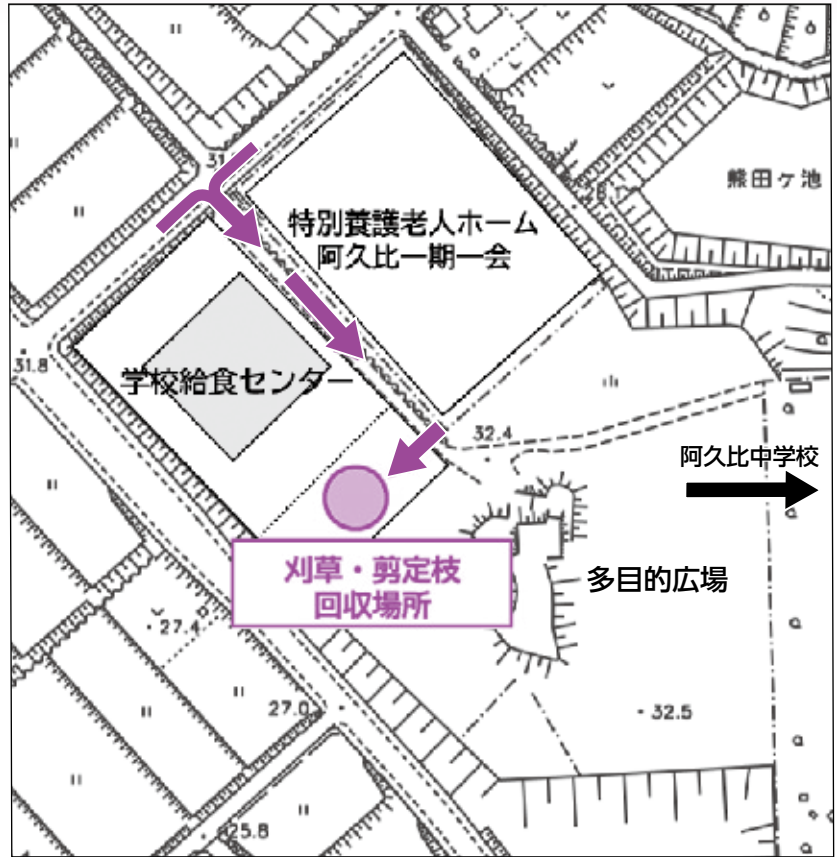 熊田ケ池
特別養護老人ホーム
阿久比一期一会
学校給食センター
31.8
32.4
阿久比中学校
刈草・剪定枝
回収場所
多目的広場
27.4
27.0
32.5
25.8